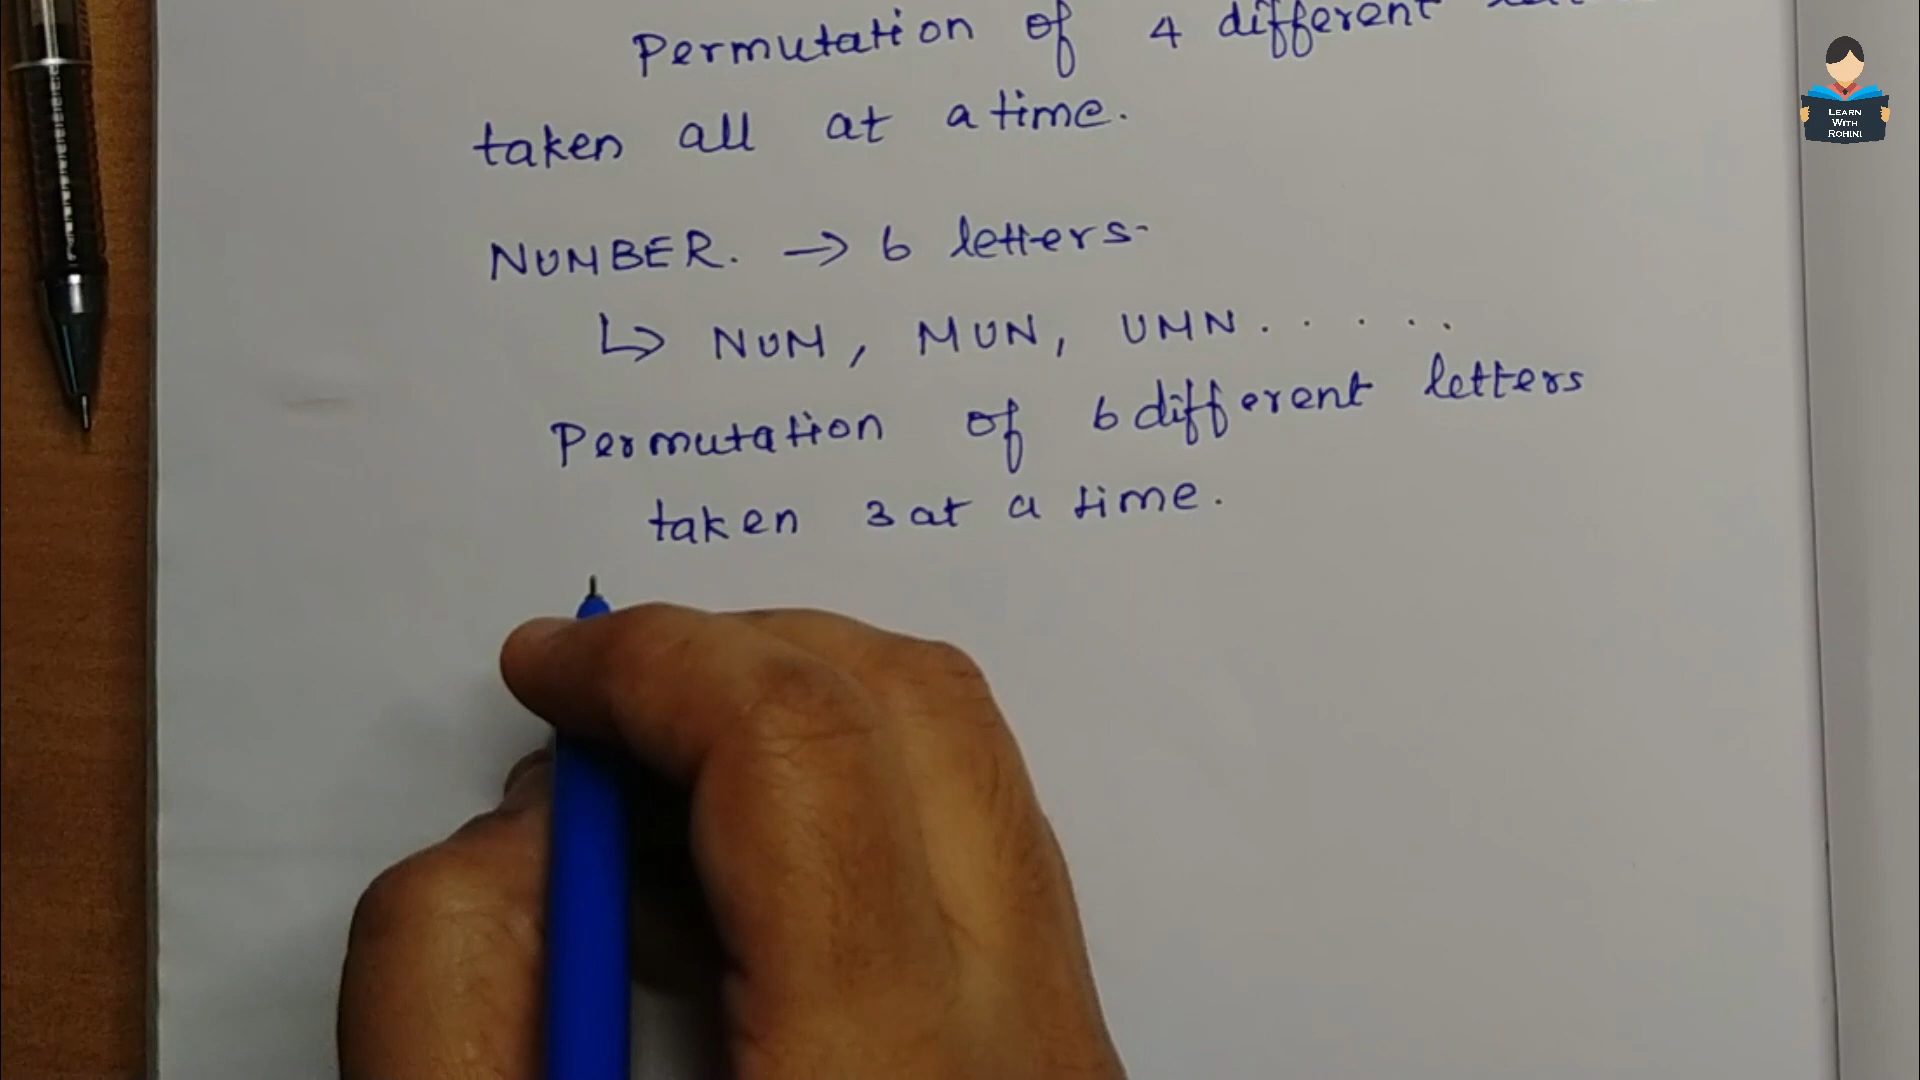 Permutation of 4 different
taken all at a time.
NUMBER. → 6 letters.
↳ NUM, MUN, UMN......
Permutation of 6 different letters
taken 3 at a time.
LEARN
WITH
ROHINI